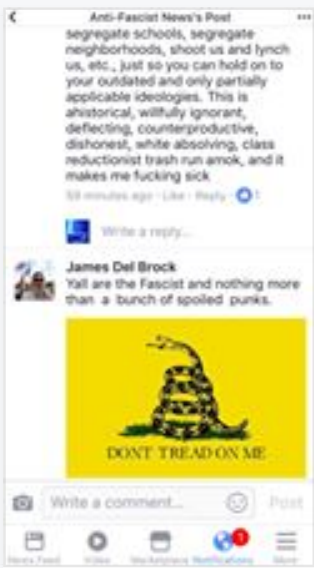 Anti-Fascist News's Post
segregate schools, segregate
neighborhoods, shoot us and lynch
us, etc., just so you can hold on to
your outdated and only partially
applicable ideologies. This is
ahistorical, willfully ignorant,
deflecting, counterproductive,
dishonest, white absolving, class
reductionist trash run amok, and it
makes me fucking sick
59 minutes ago · Like · Reply · 1
Write a reply...
James Del Brock
Yall are the Fascist and nothing more
than a bunch of spoiled punks.
DONT TREAD ON ME
Write a comment... Post
1
News Feed Video Marketplace Notifications More